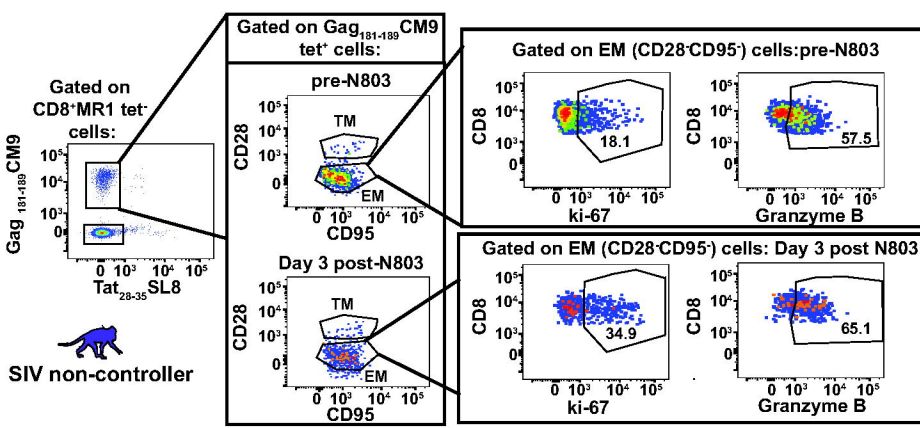 Gated on
CD8⁺MR1 tet⁻
cells:
Gag 181-189CM9
10⁵
10⁴
10³
0
0 10³ 10⁴ 10⁵
Tat28-35SL8
SIV non-controller
Gated on Gag181-189CM9
tet⁺ cells:
pre-N803
CD28
10⁵
10⁴
10³
0
TM
EM
0 10³ 10⁴ 10⁵
CD95
Day 3 post-N803
CD28
10⁵
10⁴
10³
0
TM
EM
0 10³ 10⁴ 10⁵
CD95
Gated on EM (CD28⁻CD95⁻) cells:pre-N803
CD8
10⁵
10⁴
10³
0
18.1
0 10³ 10⁴ 10⁵
ki-67
CD8
10⁵
10⁴
10³
0
57.5
0 10³ 10⁴ 10⁵
Granzyme B
Gated on EM (CD28⁻CD95⁻) cells: Day 3 post N803
CD8
10⁵
10⁴
10³
0
34.9
0 10³ 10⁴ 10⁵
ki-67
CD8
10⁵
10⁴
10³
0
65.1
0 10³ 10⁴ 10⁵
Granzyme B